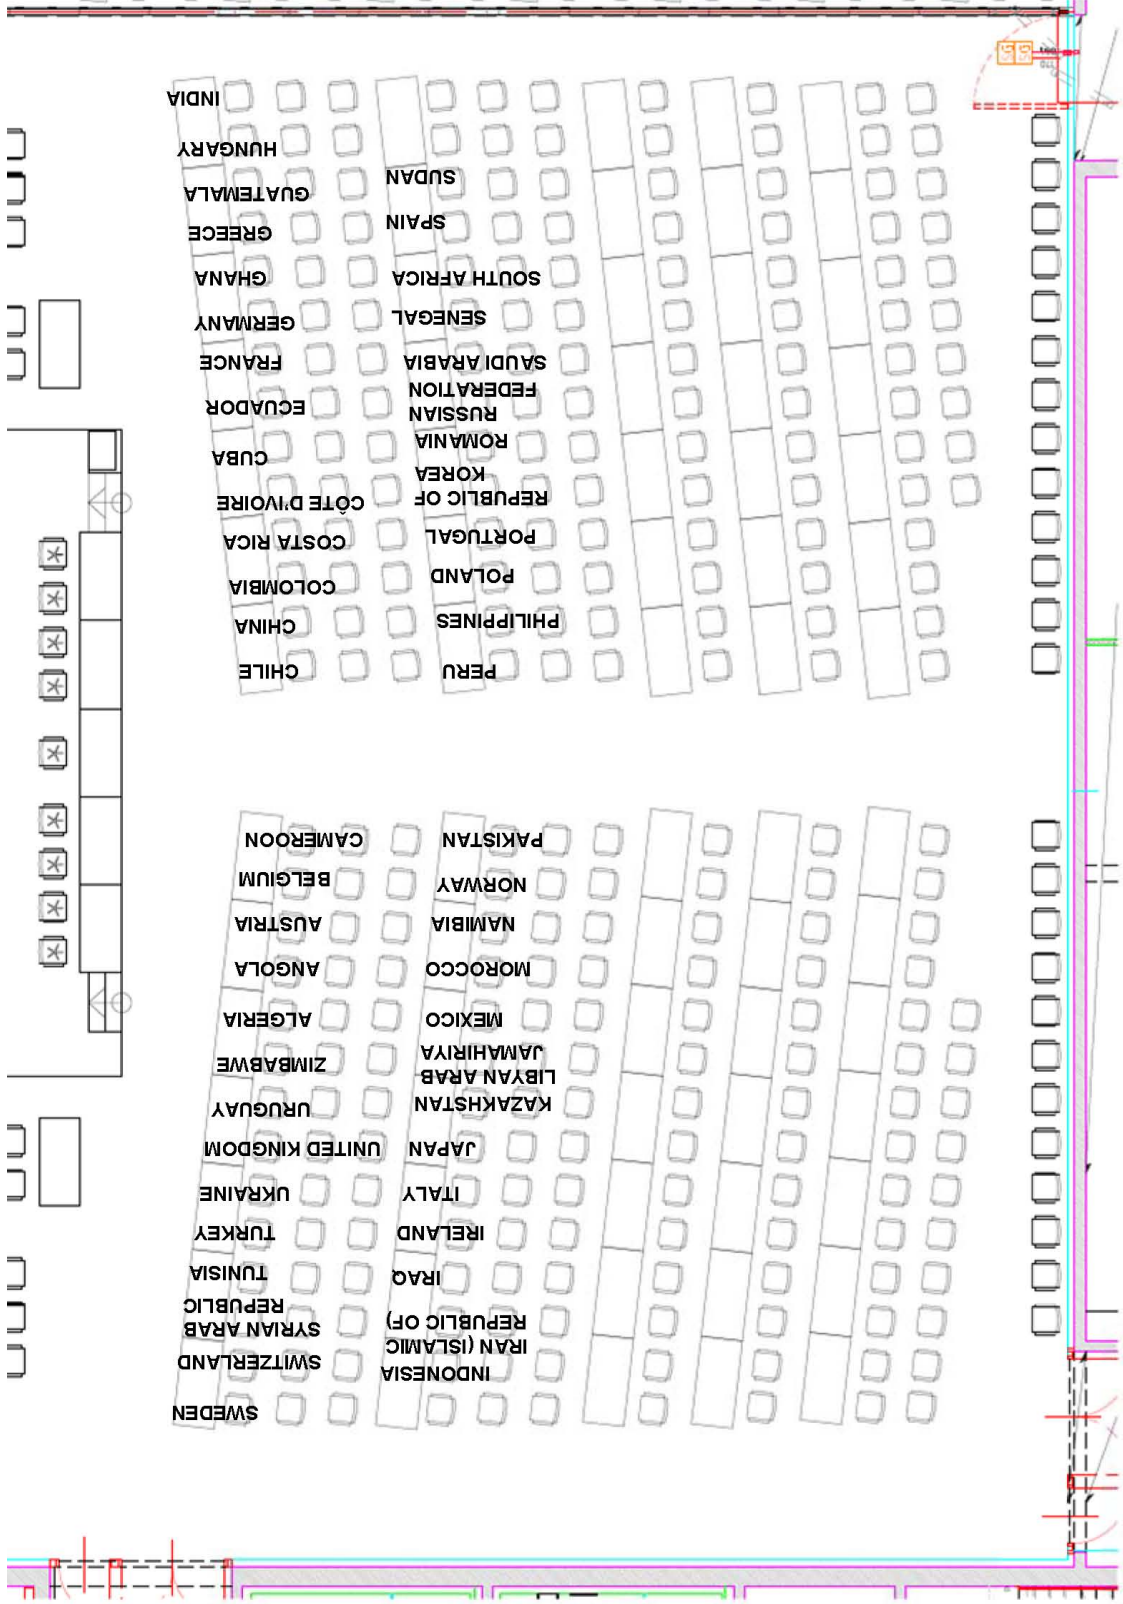 INDONESIA
IRAN (ISLAMIC
REPUBLIC OF)
IRAQ
IRELAND
ITALY
JAPAN
KAZAKHSTAN
LIBYAN ARAB
JAMAHIRIYA
MEXICO
MOROCCO
NAMIBIA
NORWAY
PAKISTAN
PERU
PHILIPPINES
POLAND
PORTUGAL
REPUBLIC OF
KOREA
ROMANIA
RUSSIAN
FEDERATION
SAUDI ARABIA
SENEGAL
SOUTH AFRICA
SPAIN
SUDAN
SWEDEN
SWITZERLAND
SYRIAN ARAB
REPUBLIC
TUNISIA
TURKEY
UKRAINE
UNITED KINGDOM
URUGUAY
ZIMBABWE
ALGERIA
ANGOLA
AUSTRIA
BELGIUM
CAMEROON
CHILE
CHINA
COLOMBIA
COSTA RICA
CÔTE D'IVOIRE
CUBA
ECUADOR
FRANCE
GERMANY
GHANA
GREECE
GUATEMALA
HUNGARY
INDIA